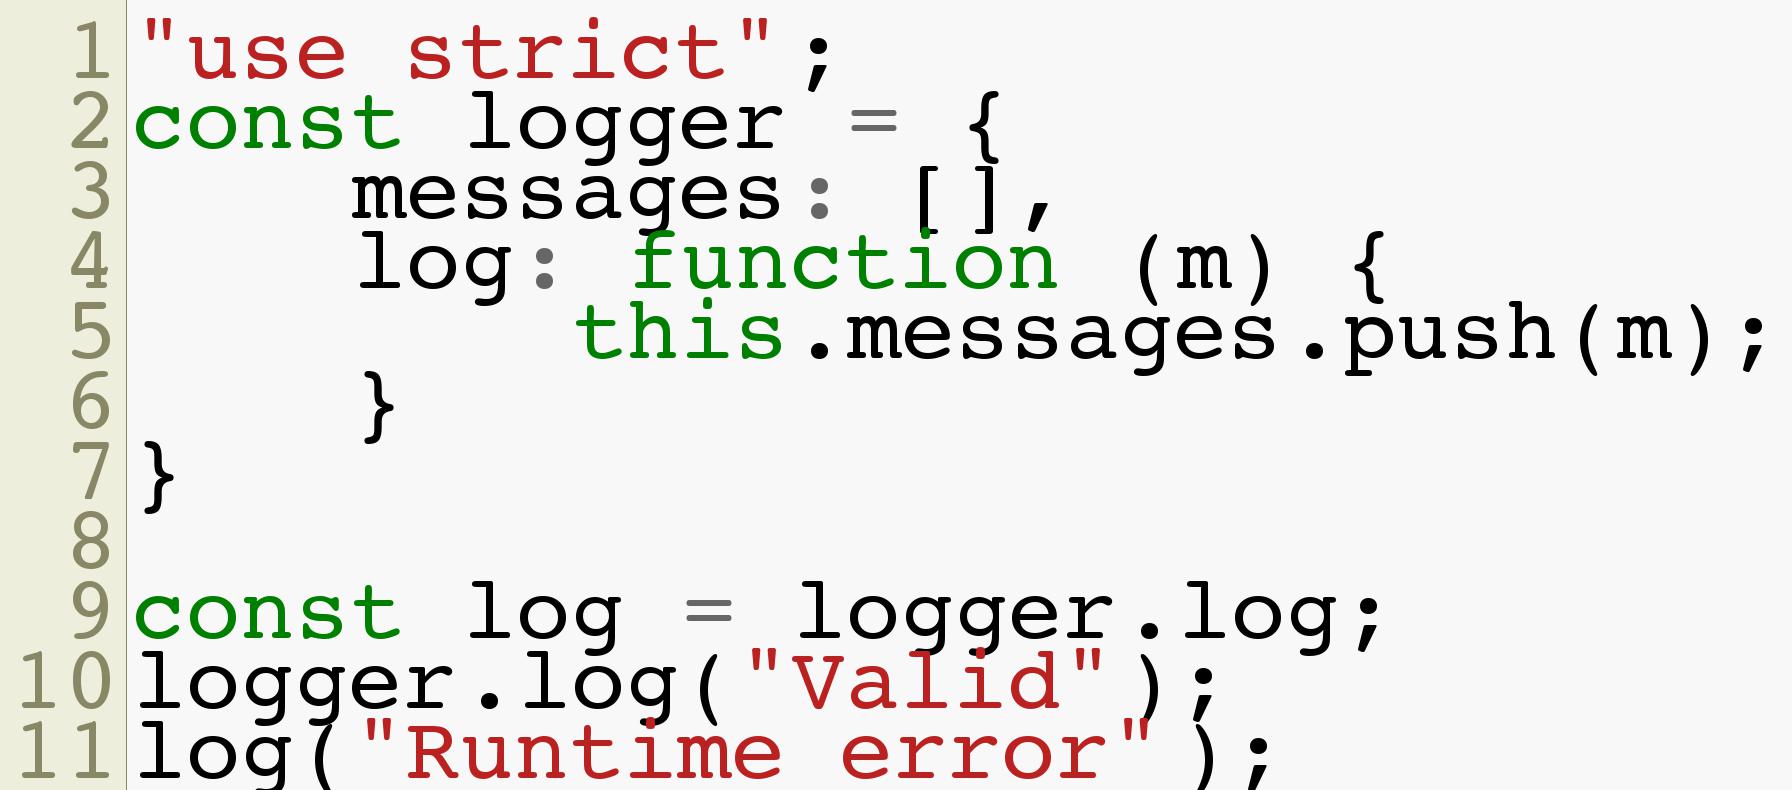 1 "use strict";
2 const logger = {
3     messages: [],
4     log: function (m) {
5         this.messages.push(m);
6     }
7 }
8
9 const log = logger.log;
10 logger.log("Valid");
11 log("Runtime error");